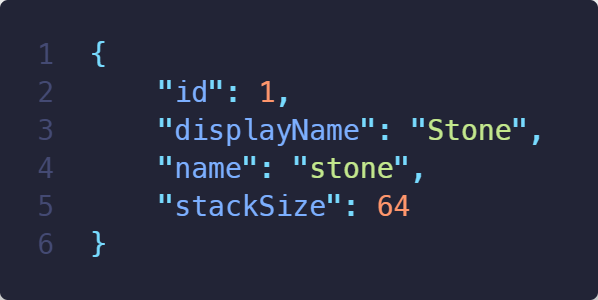 1 {
2     "id": 1,
3     "displayName": "Stone",
4     "name": "stone",
5     "stackSize": 64
6 }